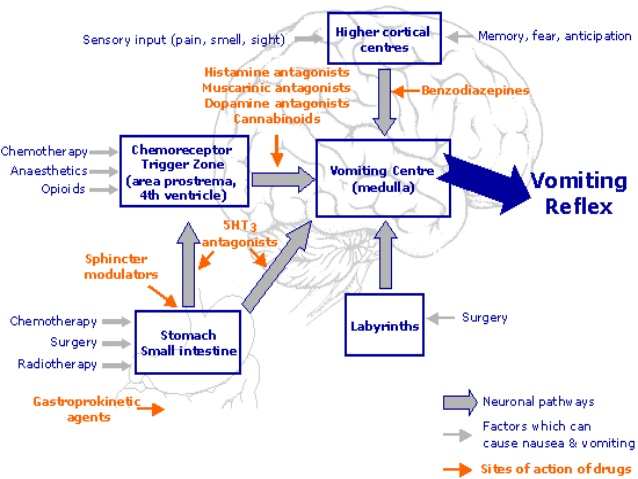 Higher cortical
centres
Sensory input (pain, smell, sight)
Memory, fear, anticipation
Histamine antagonists
Muscarinic antagonists
Dopamine antagonists
Cannabinoids
Benzodiazepines
Chemotherapy
Anaesthetics
Opioids
Chemoreceptor
Trigger Zone
(area prostrema,
4th ventricle)
Vomiting Centre
(medulla)
Vomiting
Reflex
5HT3
antagonists
Sphincter
modulators
Chemotherapy
Surgery
Radiotherapy
Stomach
Small intestine
Labyrinths
Surgery
Gastroprokinetic
agents
Neuronal pathways
Factors which can
cause nausea & vomiting
Sites of action of drugs